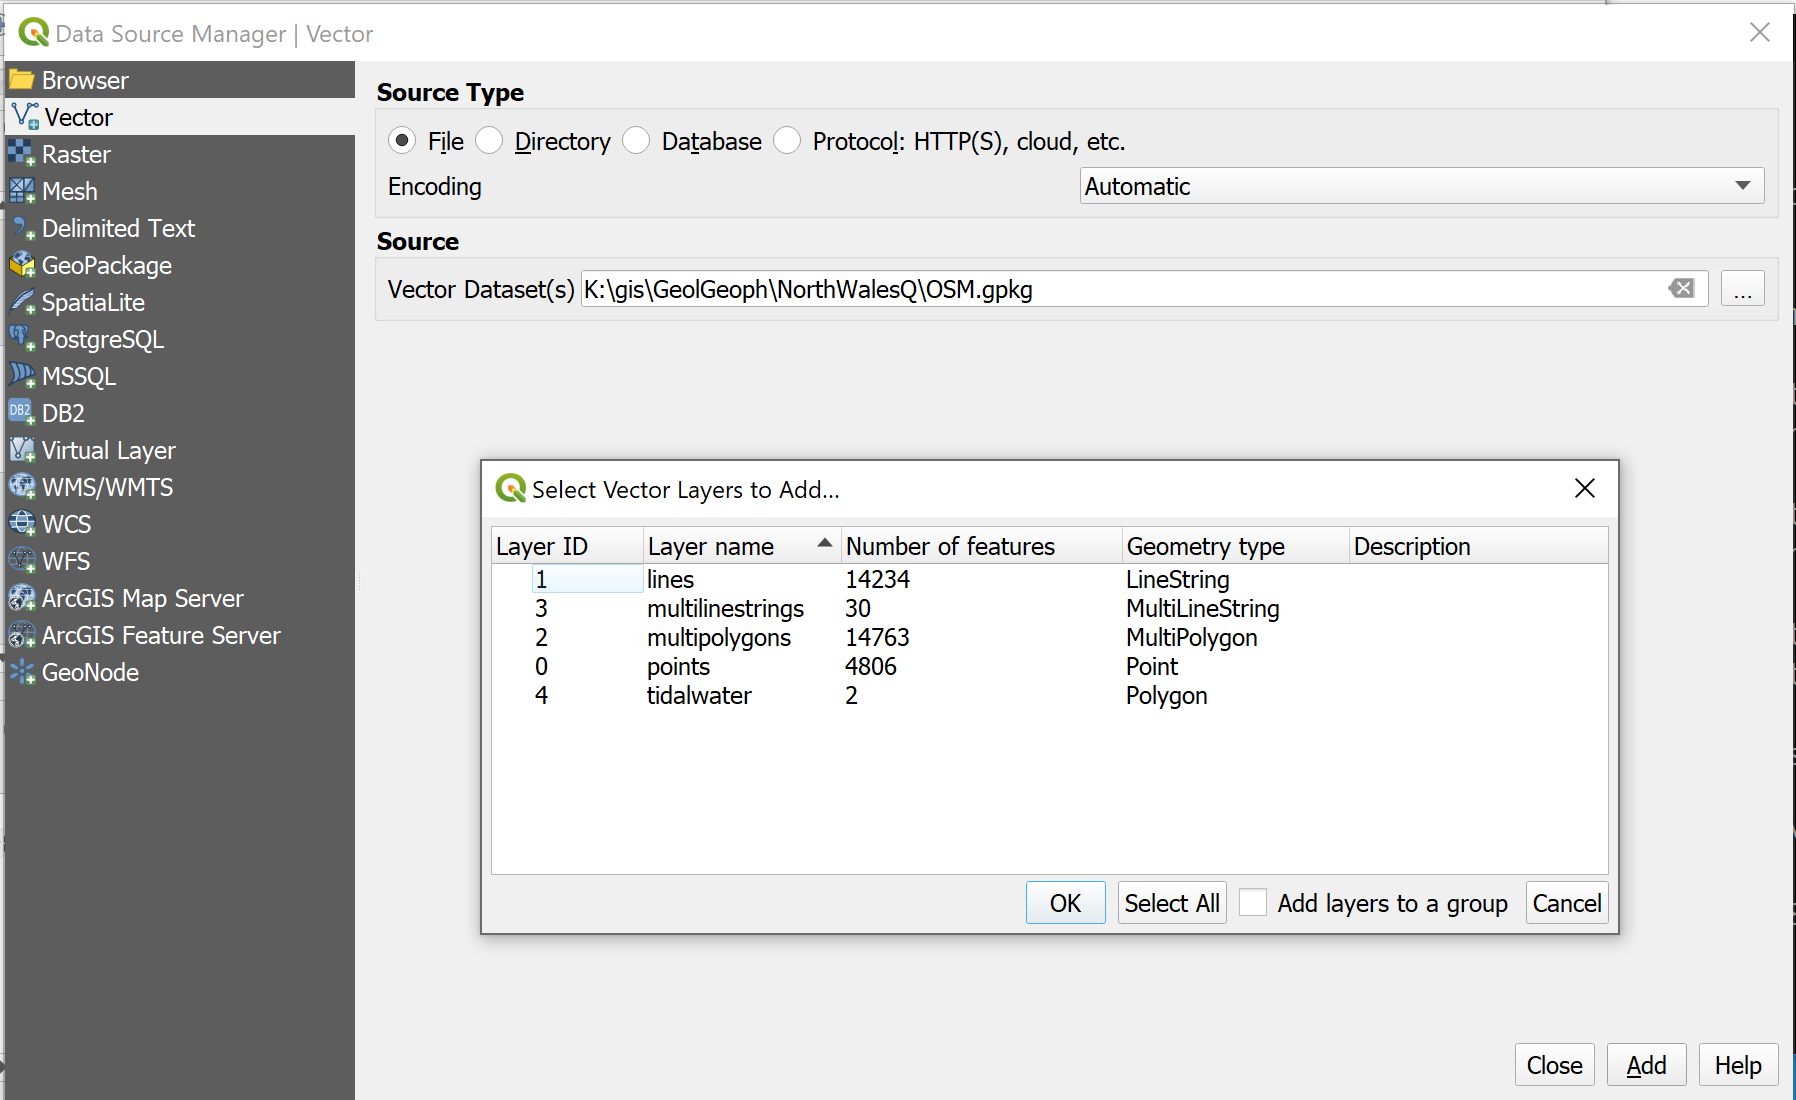 Data Source Manager | Vector
Browser
Vector
Raster
Mesh
Delimited Text
GeoPackage
SpatiaLite
PostgreSQL
MSSQL
DB2
DB2
Virtual Layer
WMS/WMTS
WCS
WFS
ArcGIS Map Server
ArcGIS Feature Server
GeoNode
Source Type
File Directory Database Protocol: HTTP(S), cloud, etc.
Encoding Automatic
Source
Vector Dataset(s) K:\gis\GeolGeoph\NorthWalesQ\OSM.gpkg ...
Select Vector Layers to Add...
Layer ID Layer name Number of features Geometry type Description
1 lines 14234 LineString
3 multilinestrings 30 MultiLineString
2 multipolygons 14763 MultiPolygon
0 points 4806 Point
4 tidalwater 2 Polygon
OK Select All Add layers to a group Cancel
Close Add Help